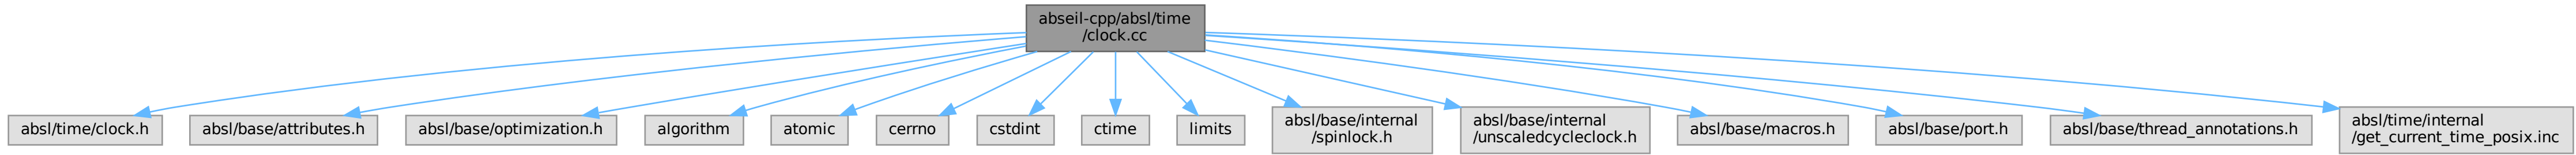 abseil-cpp/absl/time
/clock.cc
absl/time/clock.h
absl/base/attributes.h
absl/base/optimization.h
algorithm
atomic
cerrno
cstdint
ctime
limits
absl/base/internal
/spinlock.h
absl/base/internal
/unscaledcycleclock.h
absl/base/macros.h
absl/base/port.h
absl/base/thread_annotations.h
absl/time/internal
/get_current_time_posix.inc